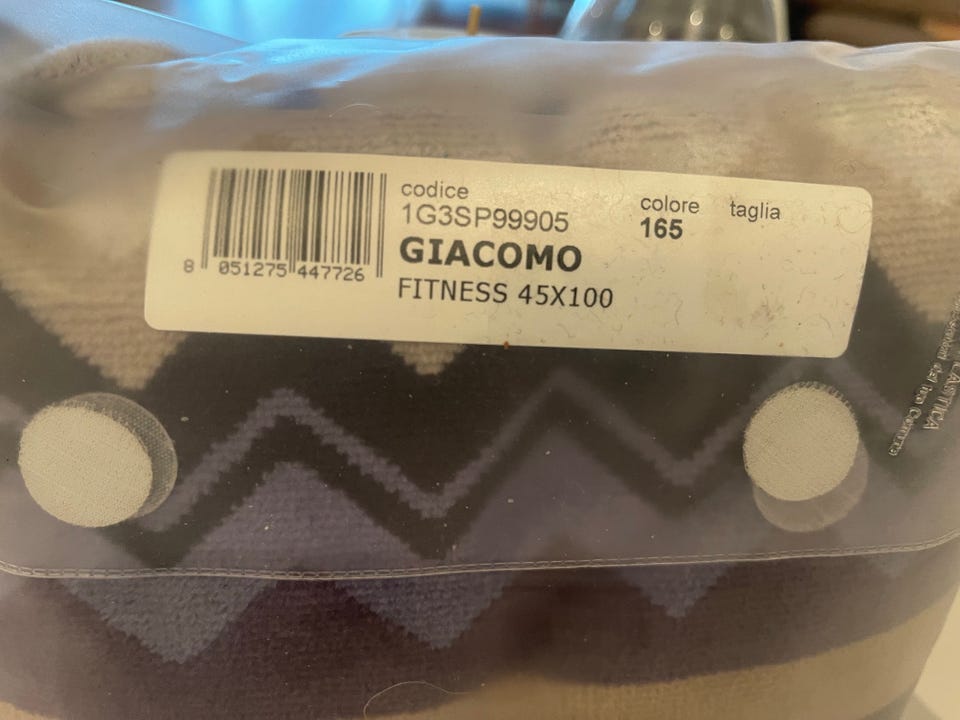 codice
1G3SP99905
GIACOMO
FITNESS 45X100
colore
165
taglia
8 051275 447726